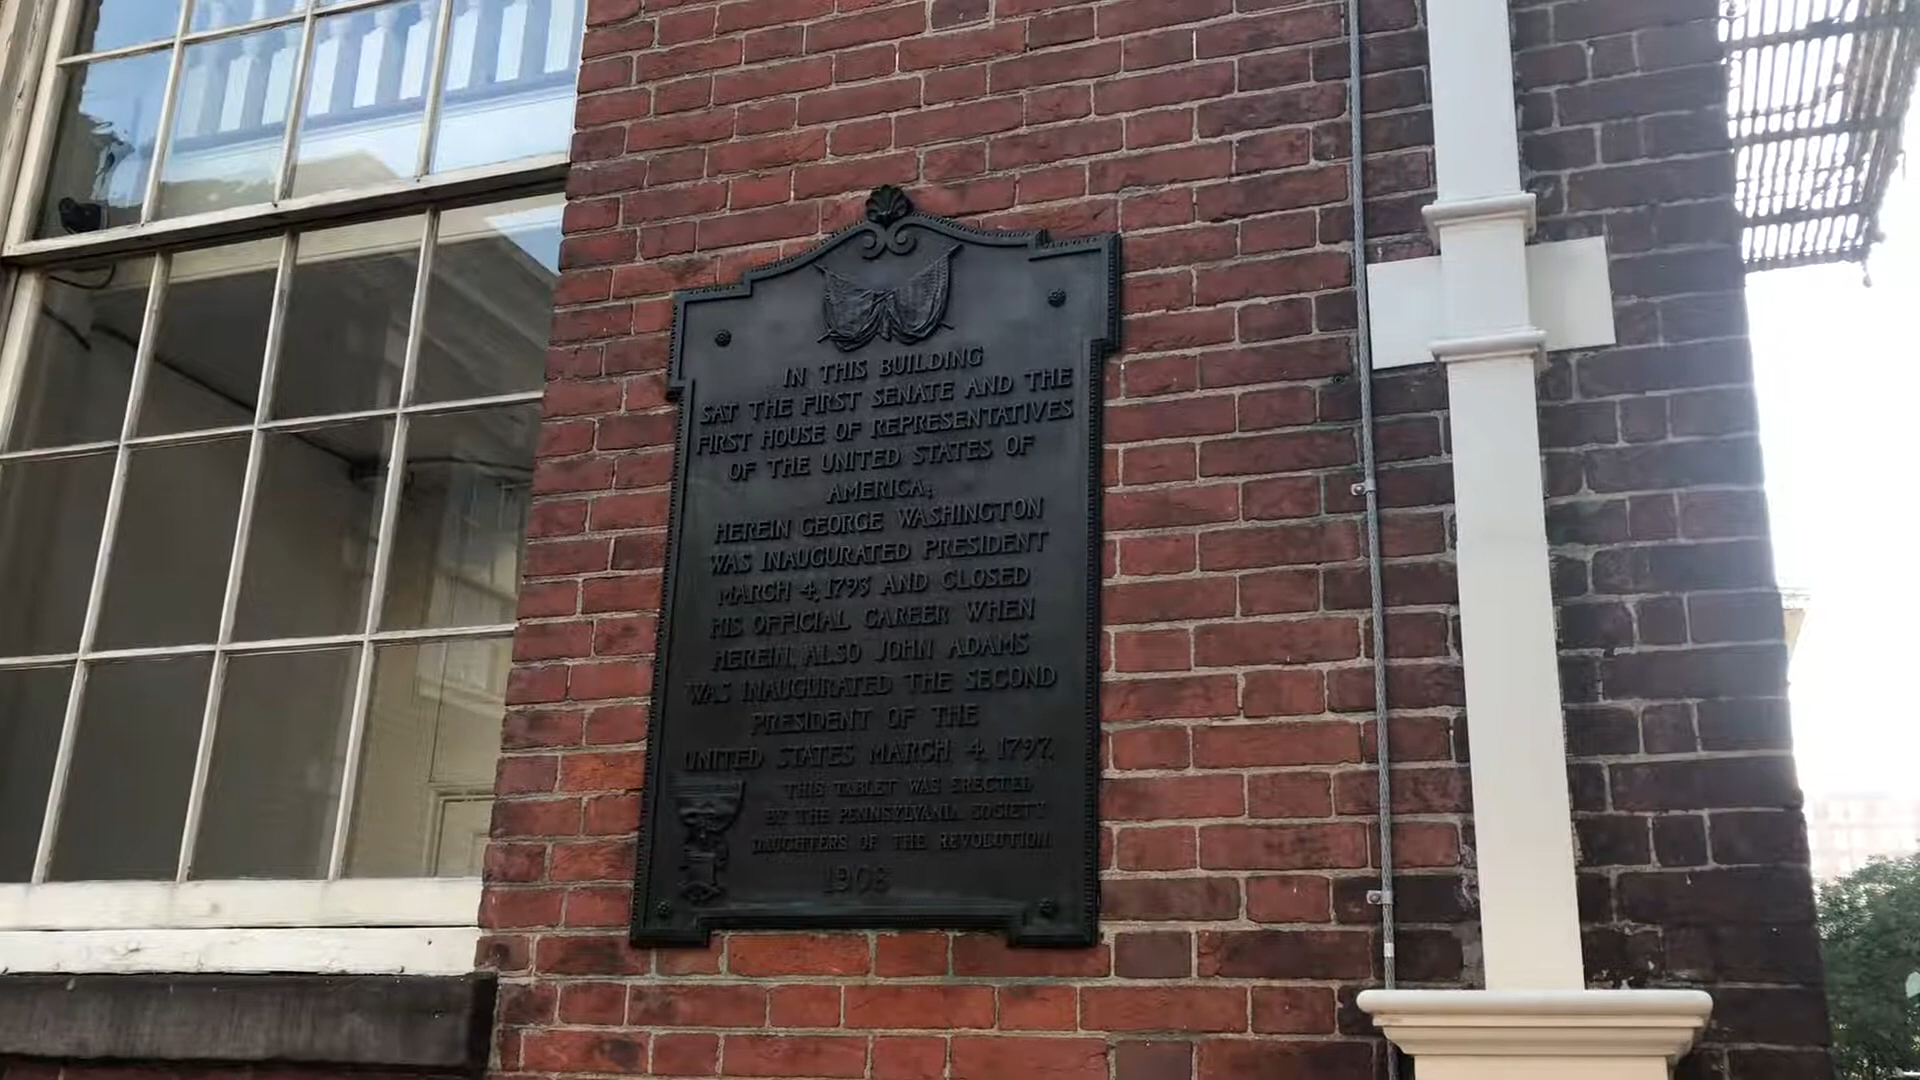 IN THIS BUILDING
SAT THE FIRST SENATE AND THE
FIRST HOUSE OF REPRESENTATIVES
OF THE UNITED STATES OF
AMERICA;
HEREIN GEORGE WASHINGTON
WAS INAUGURATED PRESIDENT
MARCH 4, 1793 AND CLOSED
HIS OFFICIAL CAREER WHEN
HEREIN, ALSO JOHN ADAMS
WAS INAUGURATED THE SECOND
PRESIDENT OF THE
UNITED STATES MARCH 4, 1797.
THIS TABLET WAS ERECTED
BY THE PENNSYLVANIA SOCIETY
DAUGHTERS OF THE REVOLUTION
1908